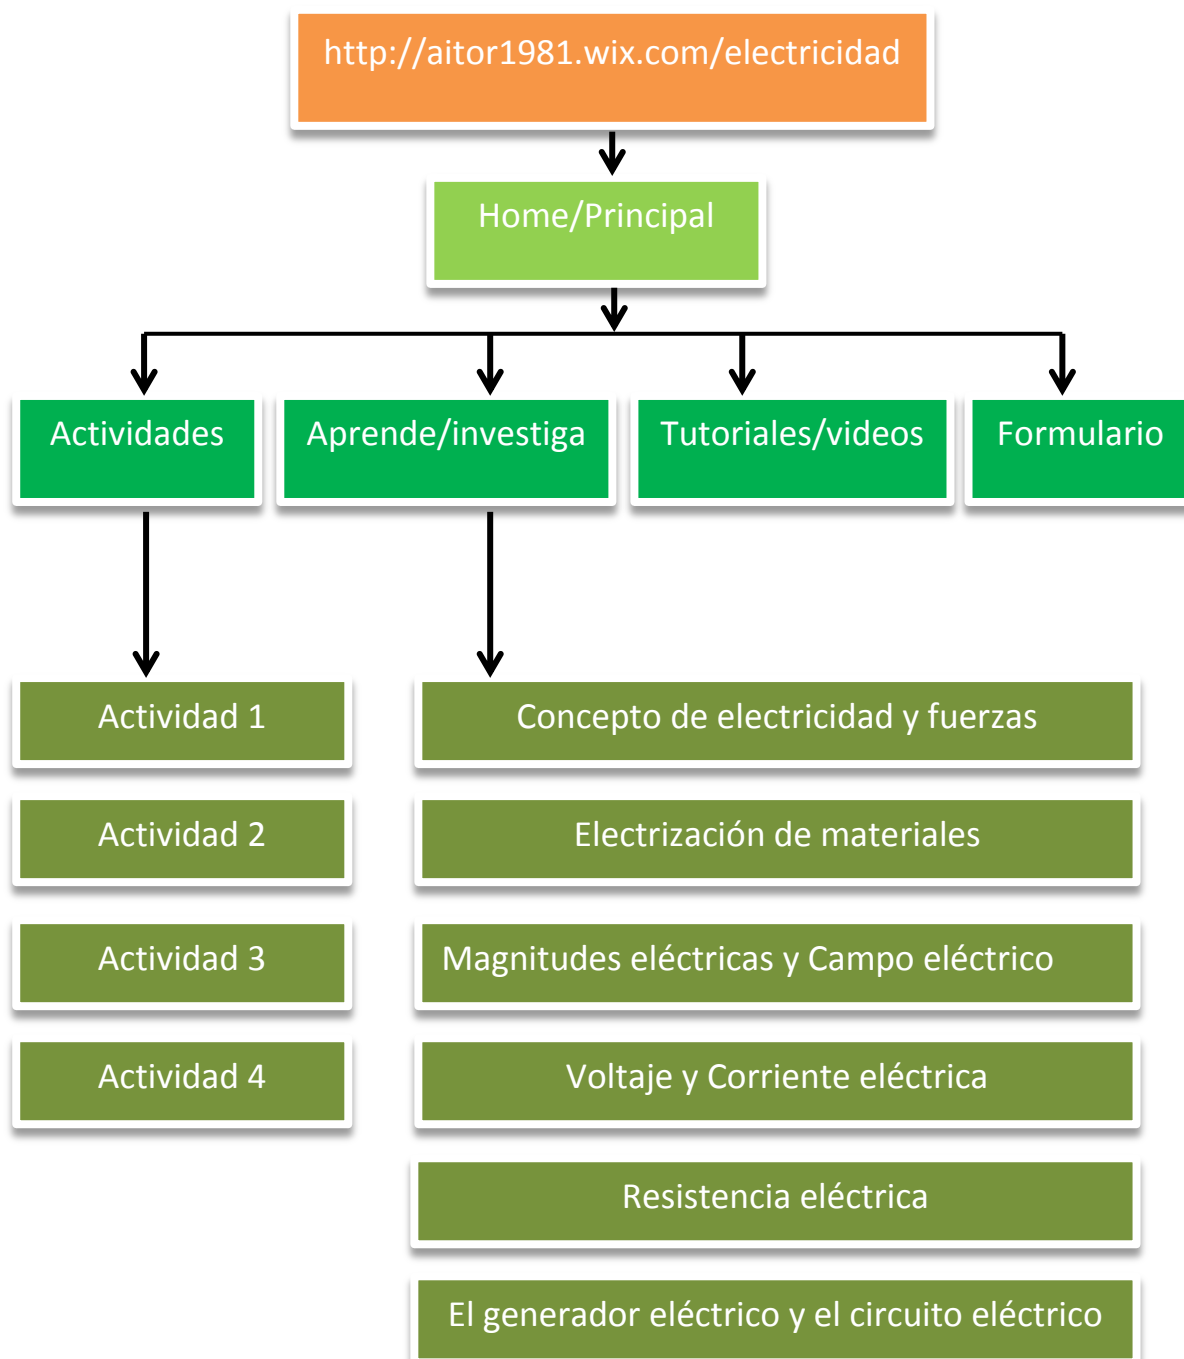 http://aitor1981.wix.com/electricidad
Home/Principal
Actividades
Aprende/investiga
Tutoriales/videos
Formulario
Actividad 1
Concepto de electricidad y fuerzas
Actividad 2
Electrización de materiales
Actividad 3
Magnitudes eléctricas y Campo eléctrico
Actividad 4
Voltaje y Corriente eléctrica
Resistencia eléctrica
El generador eléctrico y el circuito eléctrico